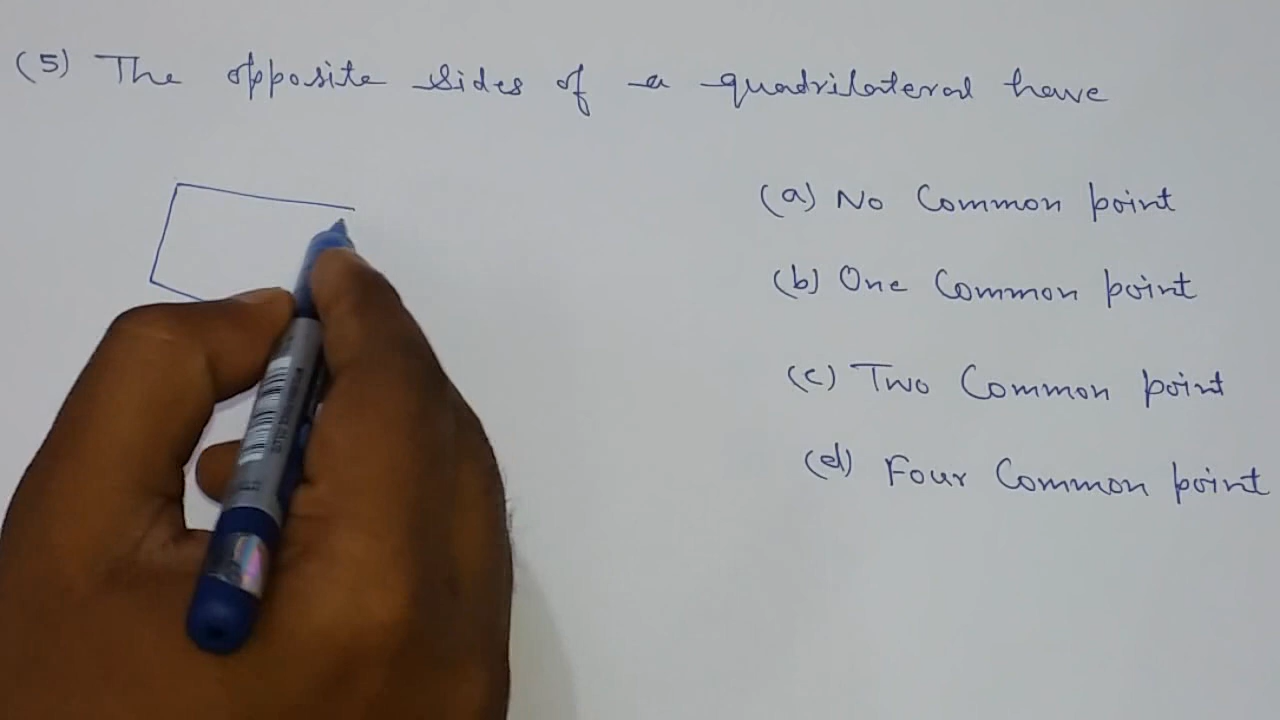 (5) The opposite sides of a quadrilateral have
(a) No Common point
(b) One Common point
(c) Two Common point
(d) Four Common point